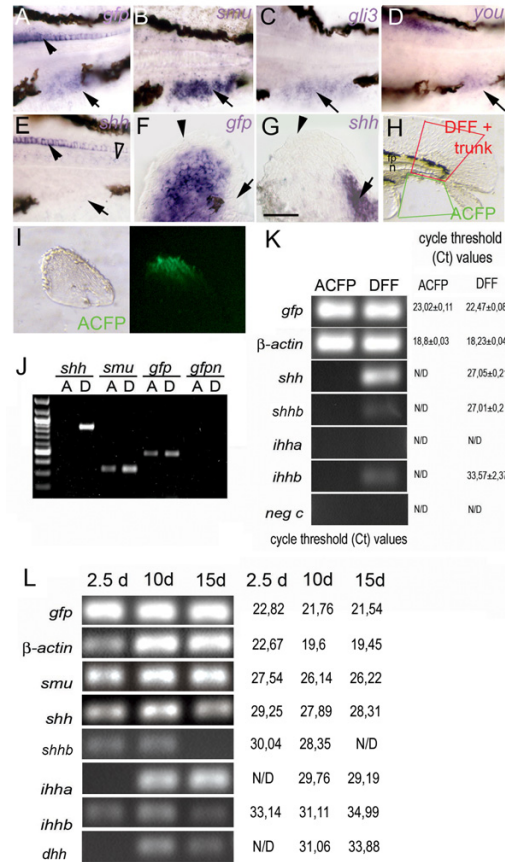 A gfp B smu C gli3 D you
E shh F gfp G shh H DFF + trunk
n
ACFP
I ACFP
J shh smu gfp gfpn
A D A D A D A D
K cycle threshold (Ct) values
ACFP DFF ACFP DFF
gfp 23,02±0,11 22,47±0,08
β-actin 18,8±0,03 18,23±0,04
shh N/D 27,05±0,2
shhb N/D 27,01±0,2
ihha N/D N/D
ihhb N/D 33,57±2,37
neg c N/D N/D
cycle threshold (Ct) values
L 2.5 d 10d 15d 2.5 d 10d 15d
gfp 22,82 21,76 21,54
β-actin 22,67 19,6 19,45
smu 27,54 26,14 26,22
shh 29,25 27,89 28,31
shhb 30,04 28,35 N/D
ihha N/D 29,76 29,19
ihhb 33,14 31,11 34,99
dhh N/D 31,06 33,88